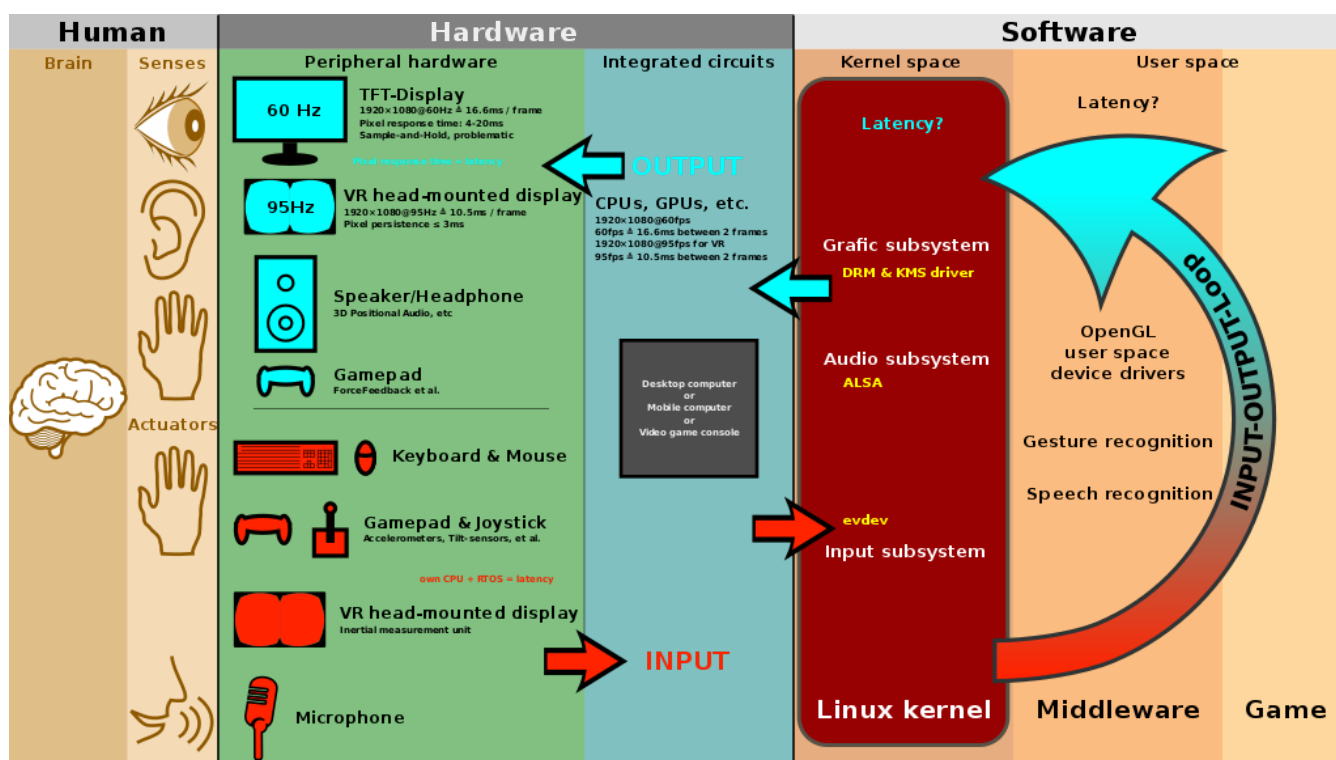 Human
Hardware
Software
Brain
Senses
Peripheral hardware
Integrated circuits
Kernel space
User space
60 Hz
TFT-Display
1920×1080@60Hz ≙ 16.6ms / frame
Pixel response time: 4-20ms
Sample-and-Hold, problematic
Pixel response time = latency
OUTPUT
95Hz
VR head-mounted display
1920×1080@95Hz ≙ 10.5ms / frame
Pixel persistence ≤ 3ms
CPUs, GPUs, etc.
1920×1080@60fps
60fps ≙ 16.6ms between 2 frames
1920×1080@95fps for VR
95fps ≙ 10.5ms between 2 frames
Speaker/Headphone
3D Positional Audio, etc
Gamepad
ForceFeedback et al.
Actuators
Keyboard & Mouse
Gamepad & Joystick
Accelerometers, Tilt-sensors, et al.
own CPU + RTOS = latency
VR head-mounted display
Inertial measurement unit
Microphone
INPUT
Desktop computer
or
Mobile computer
or
Video game console
Latency?
Grafic subsystem
DRM & KMS driver
Audio subsystem
ALSA
evdev
Input subsystem
Linux kernel
Latency?
OpenGL
user space
device drivers
Gesture recognition
Speech recognition
INPUT-OUTPUT-Loop
Middleware
Game